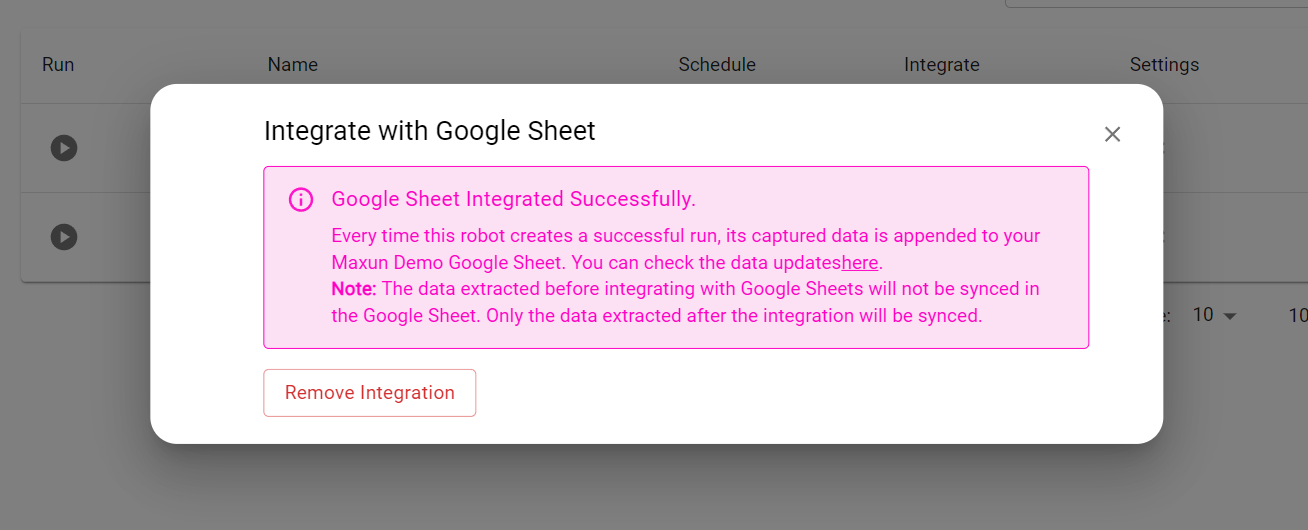 Run Name Schedule Integrate Settings
Integrate with Google Sheet
Google Sheet Integrated Successfully.
Every time this robot creates a successful run, its captured data is appended to your
Maxun Demo Google Sheet. You can check the data updateshere.
Note: The data extracted before integrating with Google Sheets will not be synced in
the Google Sheet. Only the data extracted after the integration will be synced.
10 10
Remove Integration